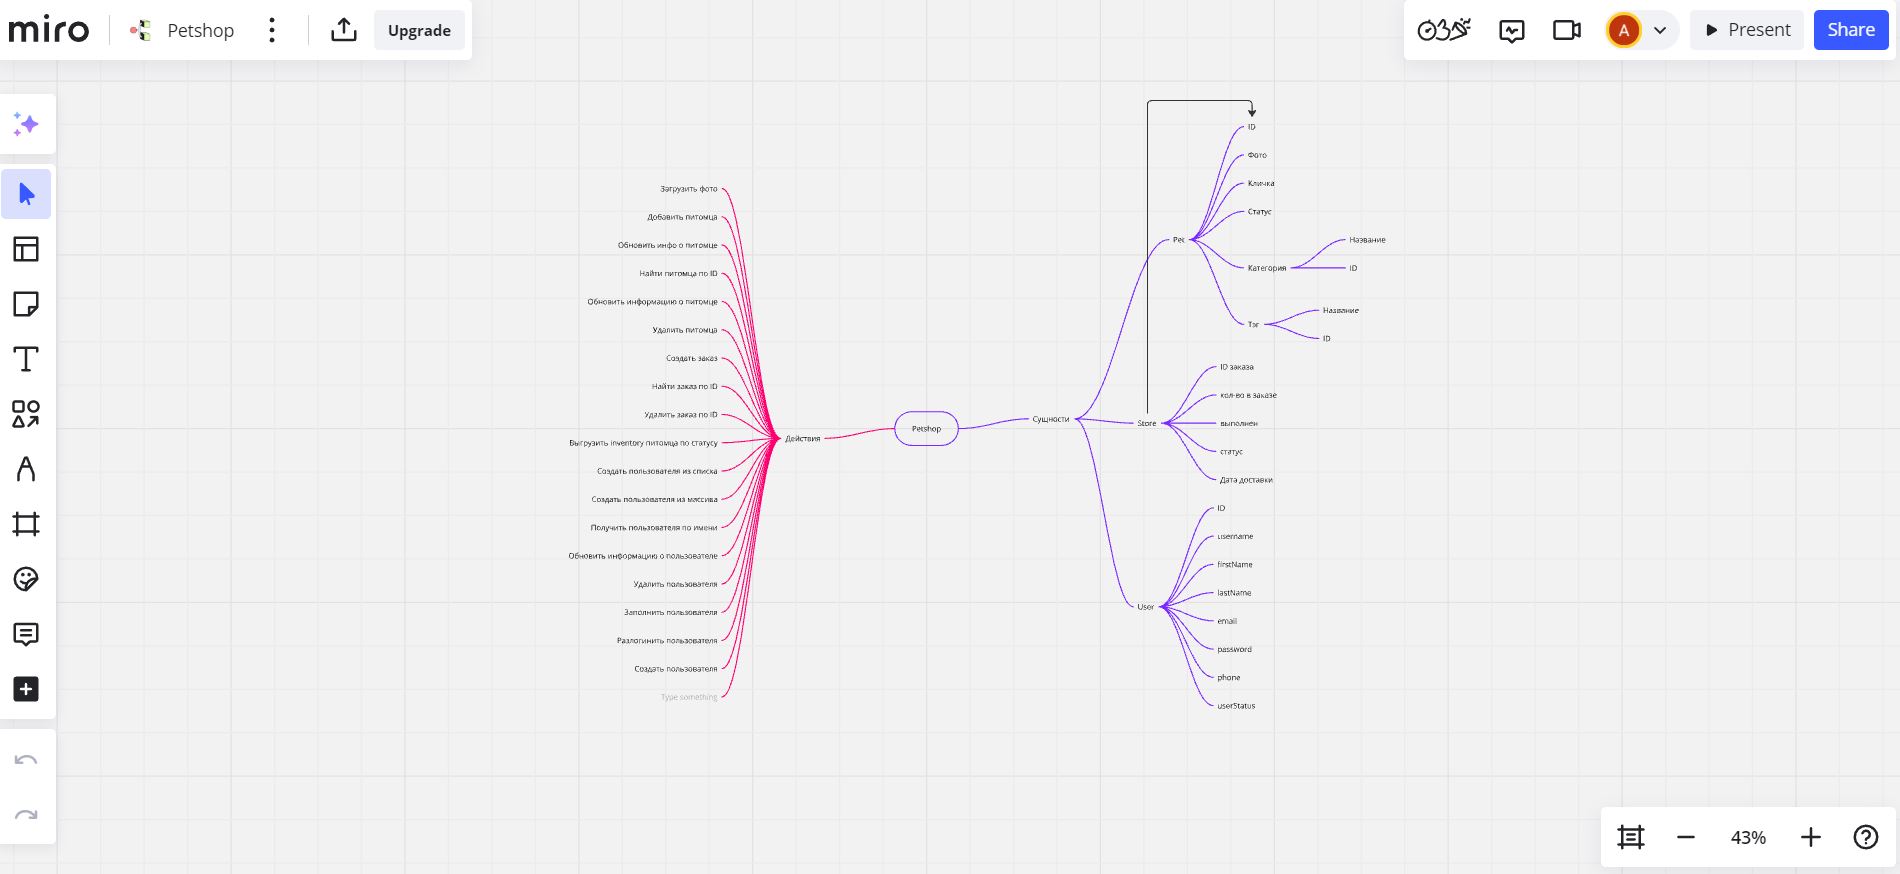 miro
Petshop
Upgrade
A
Present
Share
Загрузить фото
Добавить питомца
Обновить инфо о питомце
Найти питомца по ID
Обновить информацию о питомце
Удалить питомца
Создать заказ
Найти заказ по ID
Удалить заказ по ID
Выгрузить inventory питомца по статусу
Создать пользователя из списка
Создать пользователя из массива
Получить пользователя по имени
Обновить информацию о пользователе
Удалить пользователя
Заполнить пользователя
Разлогинить пользователя
Создать пользователя
Type something
Действия
Petshop
Сущности
Pet
ID
Фото
Кличка
Статус
Категория
Название
ID
Тэг
Название
ID
Store
ID заказа
кол-во в заказе
выполнен
статус
Дата доставки
User
ID
username
firstName
lastName
email
password
phone
userStatus
43%